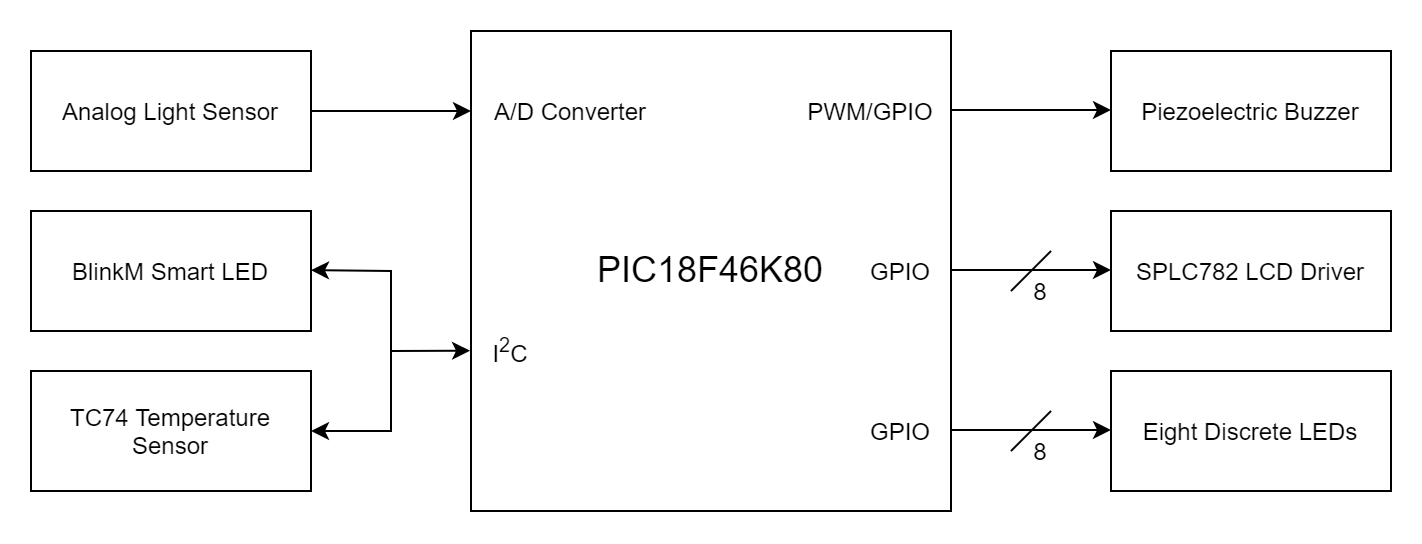 Analog Light Sensor
A/D Converter
PWM/GPIO
Piezoelectric Buzzer
BlinkM Smart LED
PIC18F46K80
GPIO
8
SPLC782 LCD Driver
I²C
TC74 Temperature
Sensor
GPIO
8
Eight Discrete LEDs